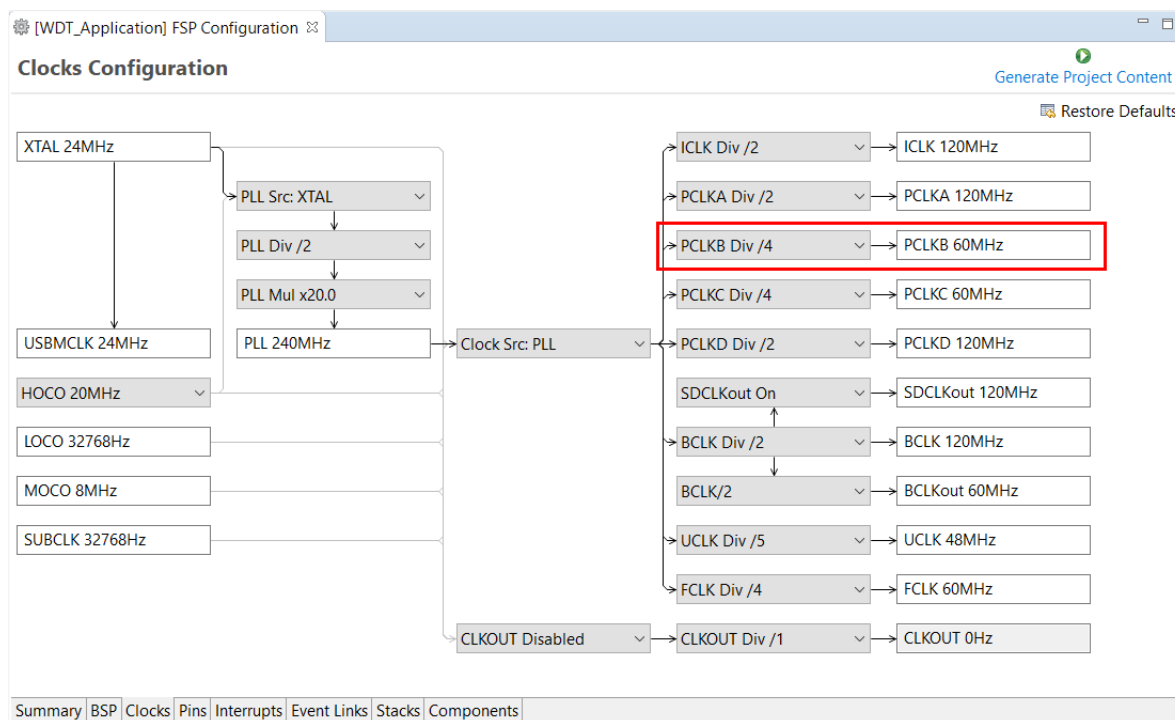 [WDT_Application] FSP Configuration
Clocks Configuration
Generate Project Content
Restore Defaults
XTAL 24MHz
ICLK Div /2
ICLK 120MHz
PLL Src: XTAL
PCLKA Div /2
PCLKA 120MHz
PLL Div /2
PCLKB Div /4
PCLKB 60MHz
PLL Mul x20.0
PCLKC Div /4
PCLKC 60MHz
USBMCLK 24MHz
PLL 240MHz
Clock Src: PLL
PCLKD Div /2
PCLKD 120MHz
HOCO 20MHz
SDCLKout On
SDCLKout 120MHz
LOCO 32768Hz
BCLK Div /2
BCLK 120MHz
MOCO 8MHz
BCLK/2
BCLKout 60MHz
SUBCLK 32768Hz
UCLK Div /5
UCLK 48MHz
FCLK Div /4
FCLK 60MHz
CLKOUT Disabled
CLKOUT Div /1
CLKOUT 0Hz
Summary BSP Clocks Pins Interrupts Event Links Stacks Components